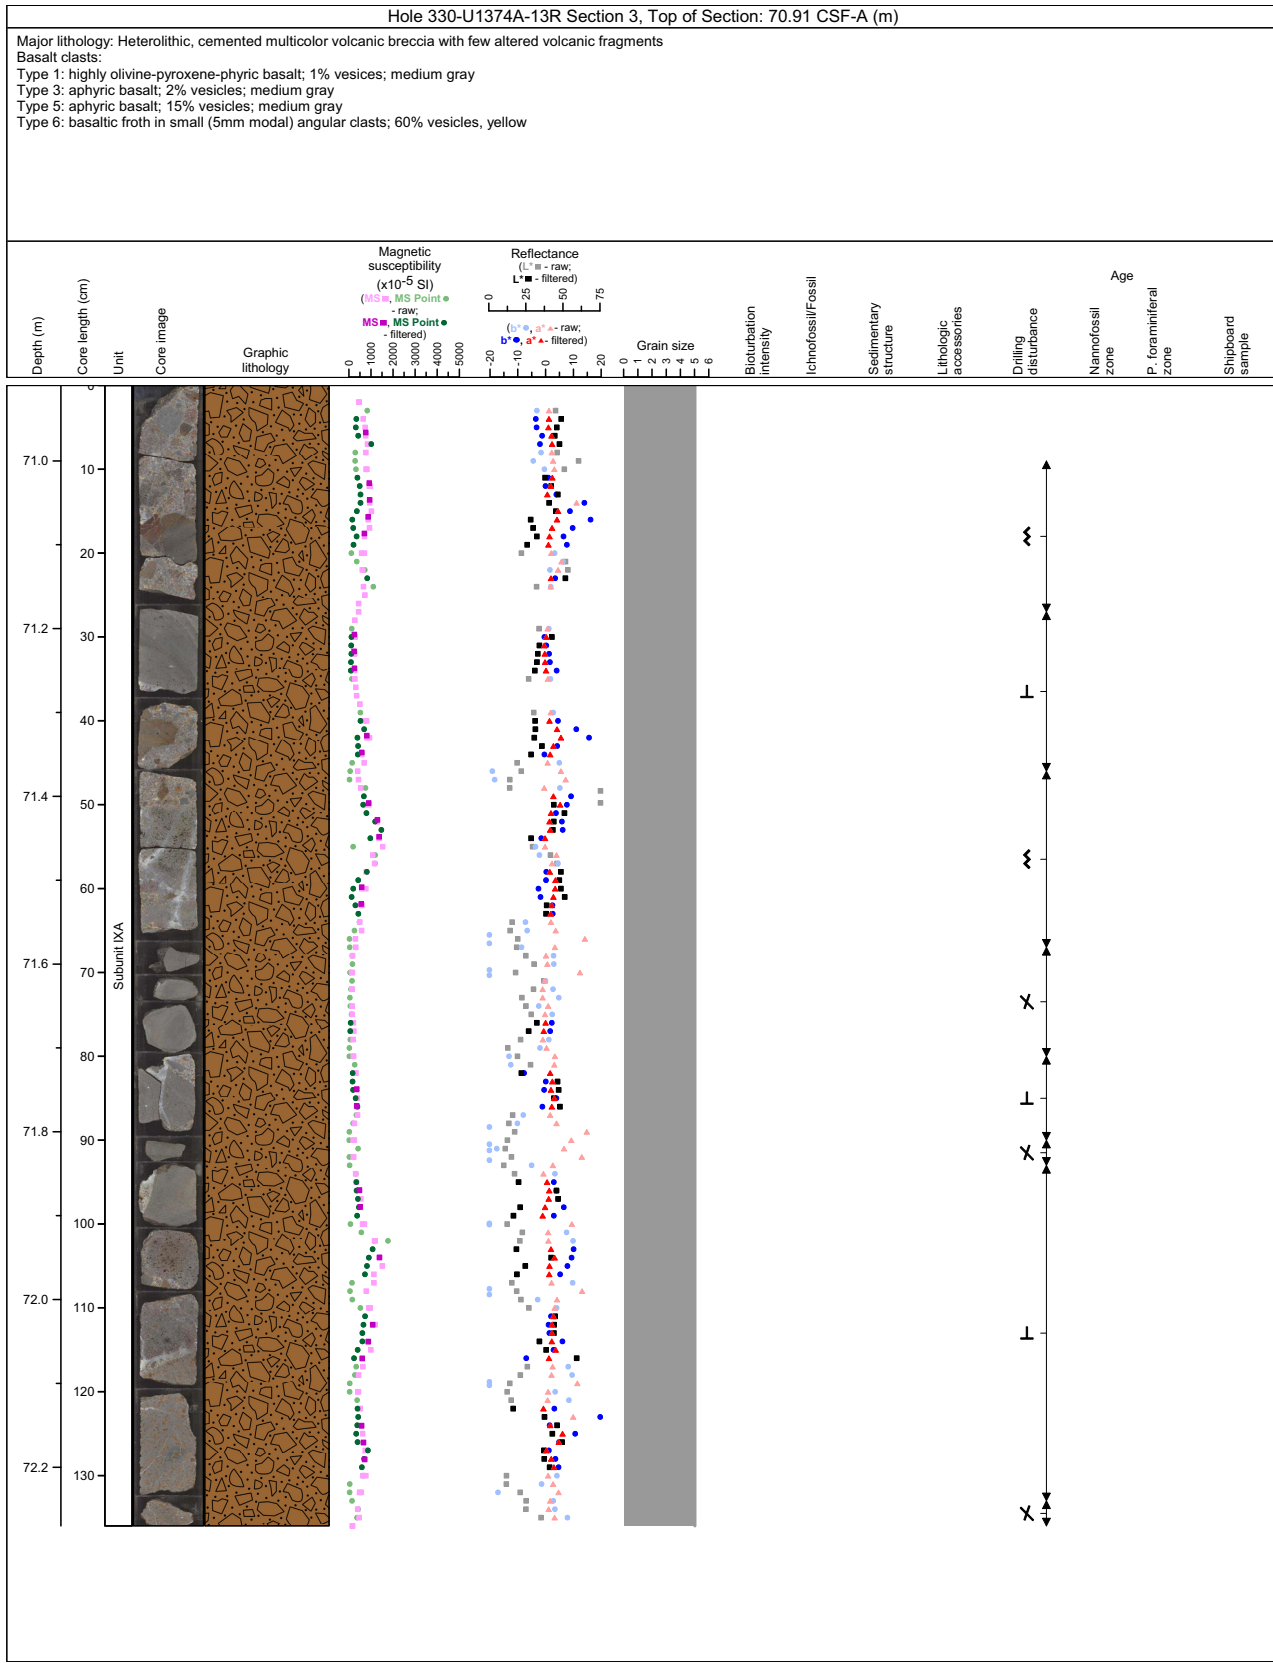 Hole 330-U1374A-13R Section 3, Top of Section: 70.91 CSF-A (m)
Major lithology: Heterolithic, cemented multicolor volcanic breccia with few altered volcanic fragments
Basalt clasts:
Type 1: highly olivine-pyroxene-phyric basalt; 1% vesices; medium gray
Type 3: aphyric basalt; 2% vesicles; medium gray
Type 5: aphyric basalt; 15% vesicles; medium gray
Type 6: basaltic froth in small (5mm modal) angular clasts; 60% vesicles, yellow
Depth (m)
Core length (cm)
Unit
Core image
Graphic
lithology
Magnetic
susceptibility
(x10-5 SI)
(MS■, MS Point●
- raw;
MS■, MS Point●
- filtered)
0 1000 2000 3000 4000 5000
Reflectance
(L*■ - raw;
L*■ - filtered)
0 25 50 75
(b*●, a*▲- raw;
b*●, a*▲- filtered)
-20 -10 0 10 20
Grain size
0 1 2 3 4 5 6
Bioturbation
intensity
Ichnofossil/Fossil
Sedimentary
structure
Lithologic
accessories
Drilling
disturbance
Age
Nannofossil
zone
P. foraminiferal
zone
Shipboard
sample
0
71.0
10
20
71.2
30
40
71.4
50
60
Subunit IXA
71.6
70
80
71.8
90
100
72.0
110
120
72.2
130